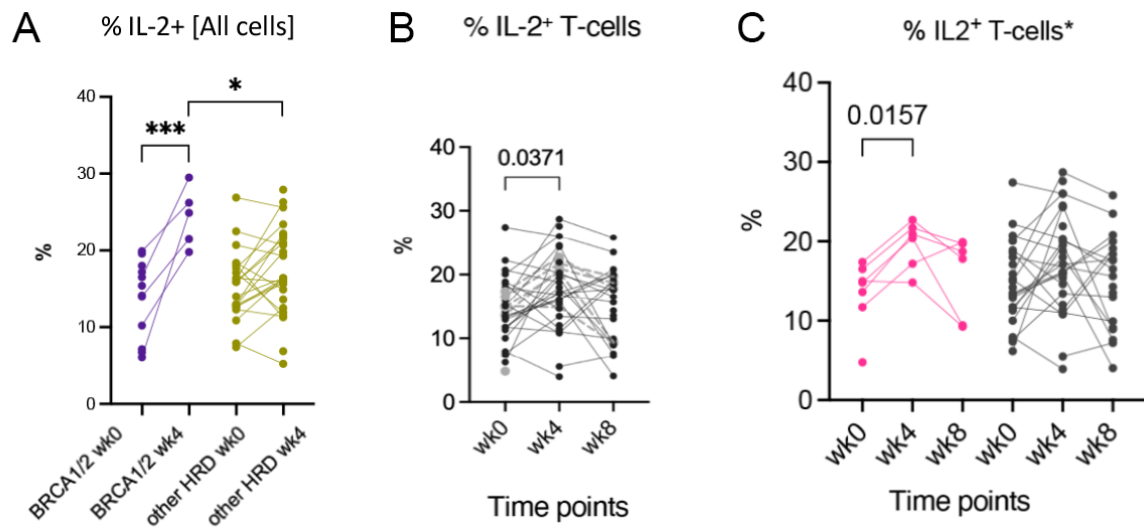 A
% IL-2+ [All cells]
40
30
20
10
0
%
***
*
BRCA1/2 wk0
BRCA1/2 wk4
other HRD wk0
other HRD wk4
B
% IL-2⁺ T-cells
40
30
20
10
0
%
0.0371
wk0
wk4
wk8
Time points
C
% IL2⁺ T-cells*
40
30
20
10
0
%
0.0157
wk0
wk4
wk8
wk0
wk4
wk8
Time points